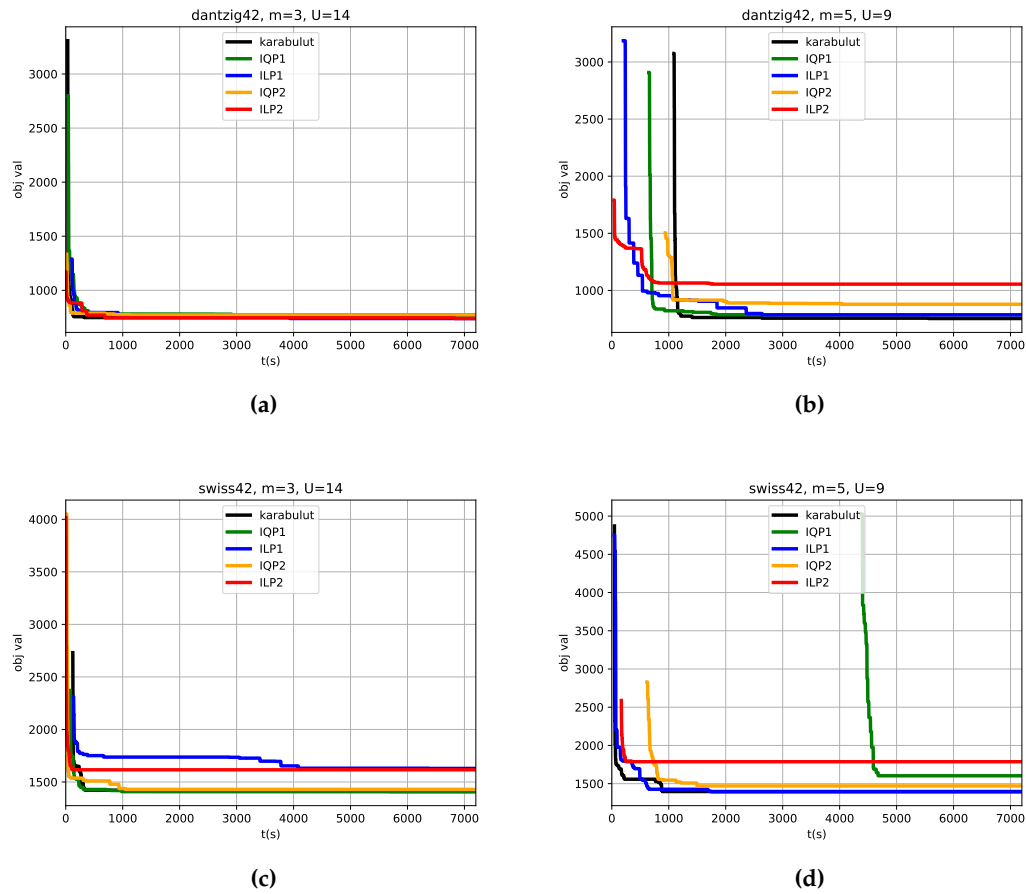 dantzig42, m=3, U=14
karabulut
IQP1
ILP1
IQP2
ILP2
3000
2500
2000
1500
1000
obj val
0 1000 2000 3000 4000 5000 6000 7000
t(s)
(a)
dantzig42, m=5, U=9
karabulut
IQP1
ILP1
IQP2
ILP2
3000
2500
2000
1500
1000
obj val
0 1000 2000 3000 4000 5000 6000 7000
t(s)
(b)
swiss42, m=3, U=14
karabulut
IQP1
ILP1
IQP2
ILP2
4000
3500
3000
2500
2000
1500
obj val
0 1000 2000 3000 4000 5000 6000 7000
t(s)
(c)
swiss42, m=5, U=9
karabulut
IQP1
ILP1
IQP2
ILP2
5000
4500
4000
3500
3000
2500
2000
1500
obj val
0 1000 2000 3000 4000 5000 6000 7000
t(s)
(d)